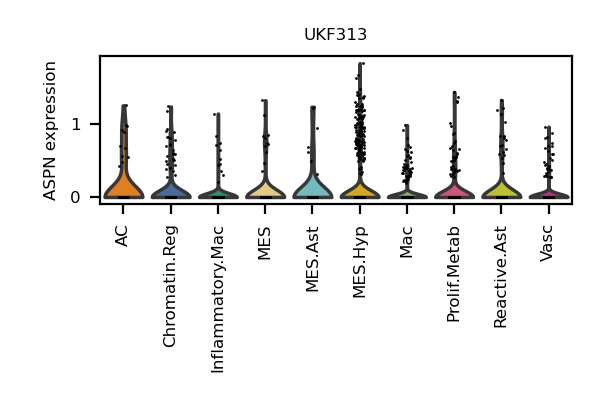 UKF313
ASPN expression
1
0
AC
Chromatin.Reg
Inflammatory.Mac
MES
MES.Ast
MES.Hyp
Mac
Prolif.Metab
Reactive.Ast
Vasc